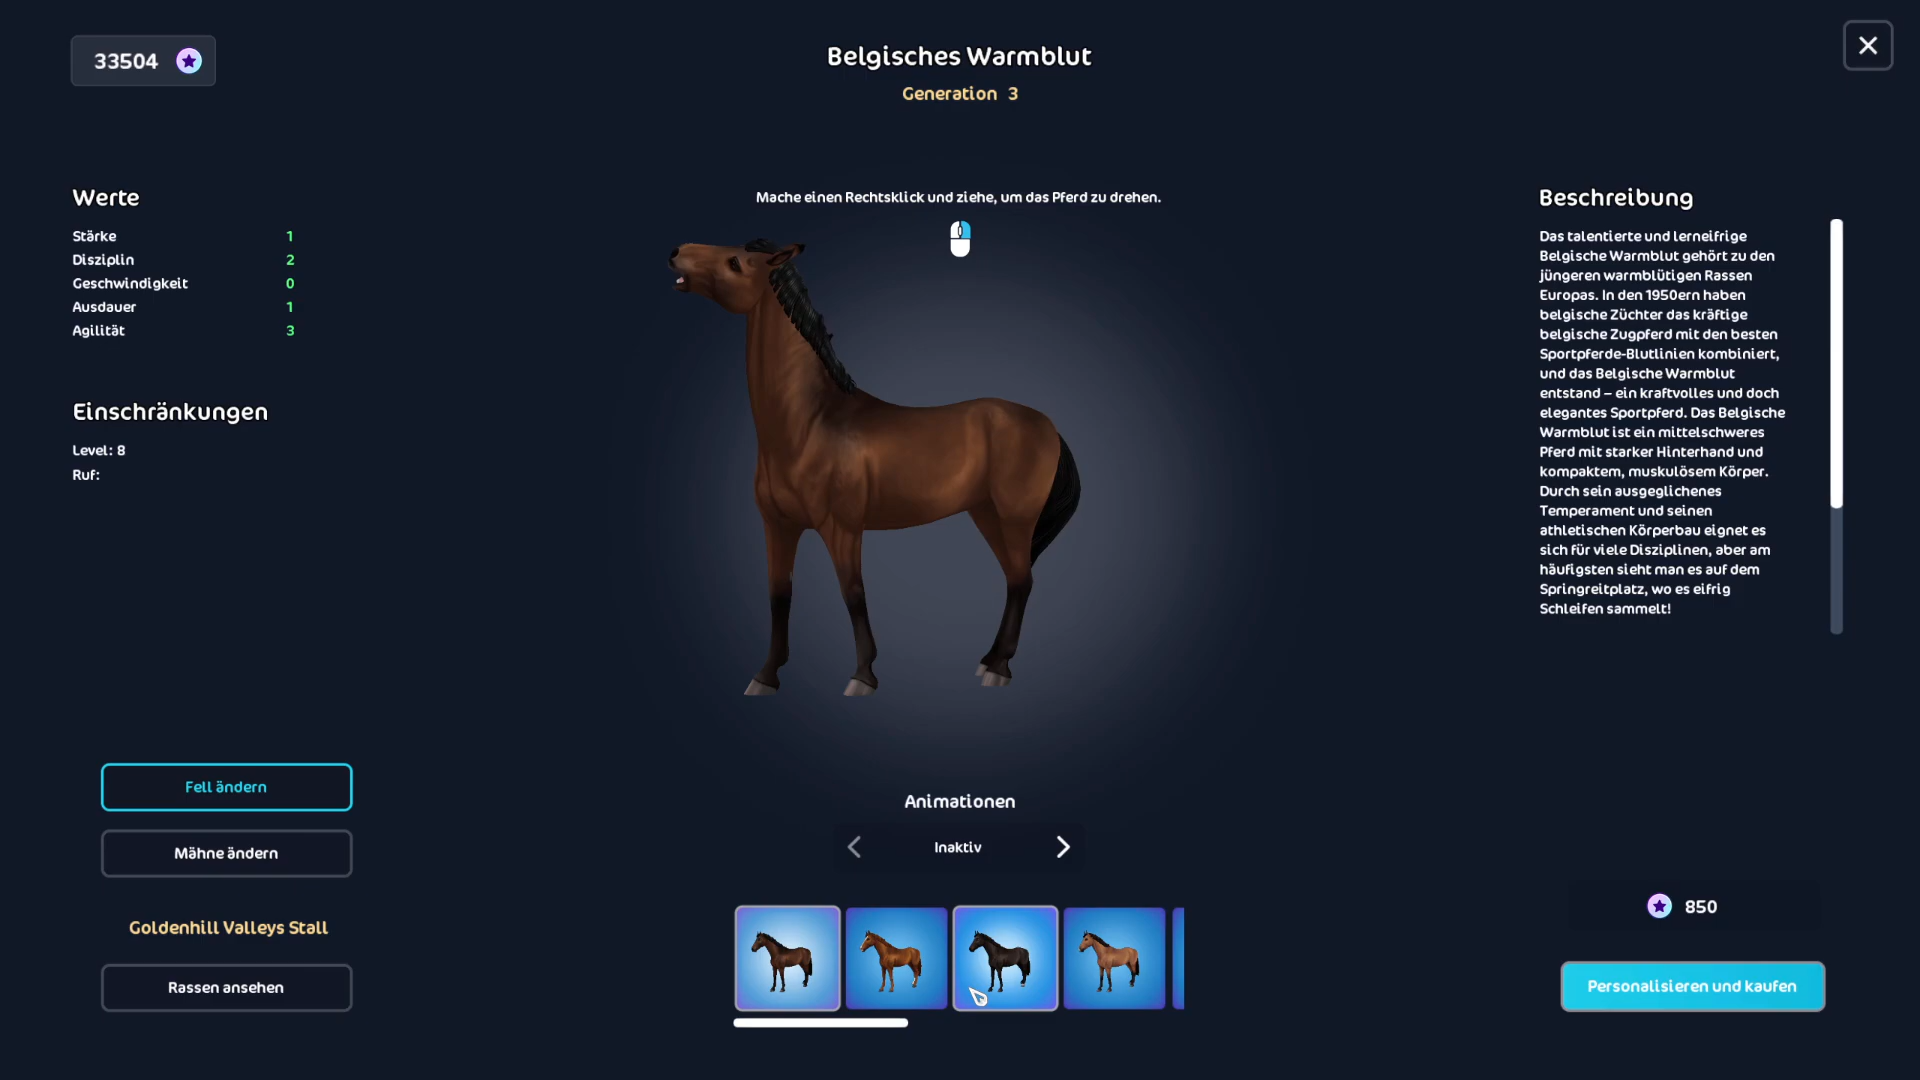 33504
Belgisches Warmblut
Generation 3
Werte
Stärke 1
Disziplin 2
Geschwindigkeit 0
Ausdauer 1
Agilität 3
Einschränkungen
Level: 8
Ruf:
Mache einen Rechtsklick und ziehe, um das Pferd zu drehen.
Beschreibung
Das talentierte und lerneifrige
Belgische Warmblut gehört zu den
jüngeren warmblütigen Rassen
Europas. In den 1950ern haben
belgische Züchter das kräftige
belgische Zugpferd mit den besten
Sportpferde-Blutlinien kombiniert,
und das Belgische Warmblut
entstand – ein kraftvolles und doch
elegantes Sportpferd. Das Belgische
Warmblut ist ein mittelschweres
Pferd mit starker Hinterhand und
kompaktem, muskulösem Körper.
Durch sein ausgeglichenes
Temperament und seinen
athletischen Körperbau eignet es
sich für viele Disziplinen, aber am
häufigsten sieht man es auf dem
Springreitplatz, wo es eifrig
Schleifen sammelt!
Fell ändern
Mähne ändern
Goldenhill Valleys Stall
Rassen ansehen
Animationen
Inaktiv
850
Personalisieren und kaufen